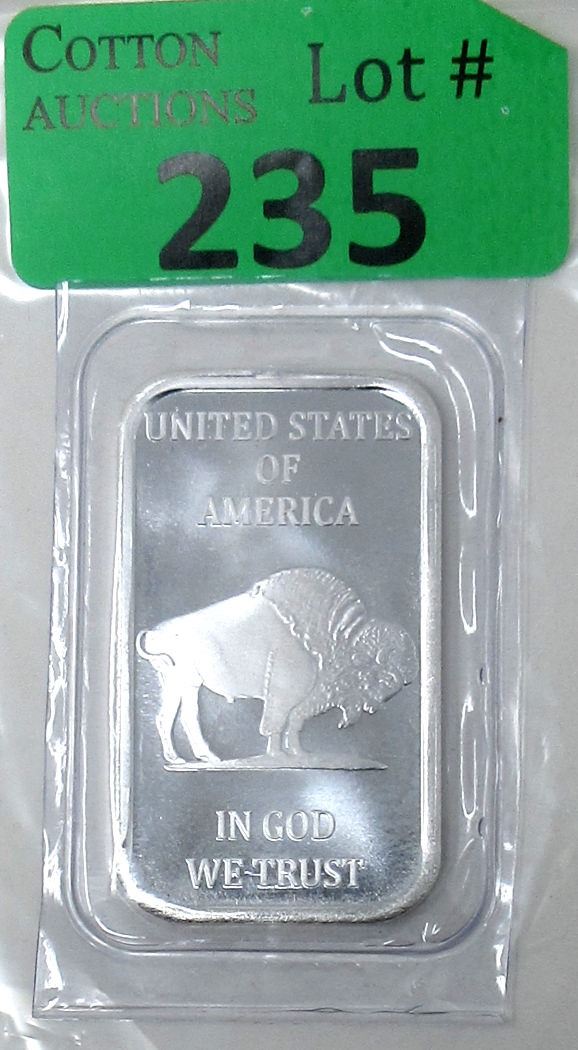 COTTON
AUCTIONS
Lot #
235
UNITED STATES
OF
AMERICA
IN GOD
WE TRUST